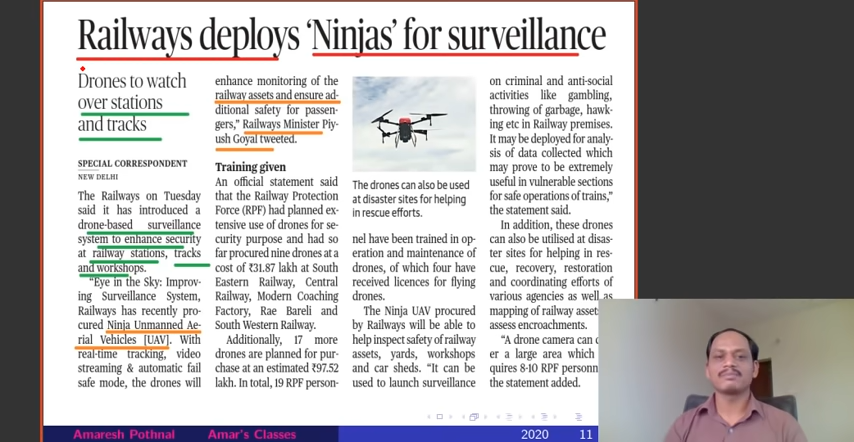 Railways deploys ‘Ninjas’ for surveillance
Drones to watch
over stations
and tracks
SPECIAL CORRESPONDENT
NEW DELHI
The Railways on Tuesday
said it has introduced a
drone-based surveillance
system to enhance security
at railway stations, tracks
and workshops.
“Eye in the Sky: Improv-
ing Surveillance System,
Railways has recently pro-
cured Ninja Unmanned Ae-
rial Vehicles [UAV]. With
real-time tracking, video
streaming & automatic fail
safe mode, the drones will
enhance monitoring of the
railway assets and ensure ad-
ditional safety for passen-
gers,” Railways Minister Piy-
ush Goyal tweeted.
Training given
An official statement said
that the Railway Protection
Force (RPF) had planned ex-
tensive use of drones for se-
curity purpose and had so
far procured nine drones at a
cost of ₹31.87 lakh at South
Eastern Railway, Central
Railway, Modern Coaching
Factory, Rae Bareli and
South Western Railway.
Additionally, 17 more
drones are planned for pur-
chase at an estimated ₹97.52
lakh. In total, 19 RPF person-
The drones can also be used
at disaster sites for helping
in rescue efforts.
nel have been trained in op-
eration and maintenance of
drones, of which four have
received licences for flying
drones.
The Ninja UAV procured
by Railways will be able to
help inspect safety of railway
assets, yards, workshops
and car sheds. “It can be
used to launch surveillance
on criminal and anti-social
activities like gambling,
throwing of garbage, hawk-
ing etc in Railway premises.
It may be deployed for analy-
sis of data collected which
may prove to be extremely
useful in vulnerable sections
for safe operations of trains,”
the statement said.
In addition, these drones
can also be utilised at disas-
ter sites for helping in res-
cue, recovery, restoration
and coordinating efforts of
various agencies as well as
mapping of railway assets
assess encroachments.
“A drone camera can
er a large area which
quires 8-10 RPF personn
the statement added.
Amaresh Pothnal Amar's Classes 2020 11